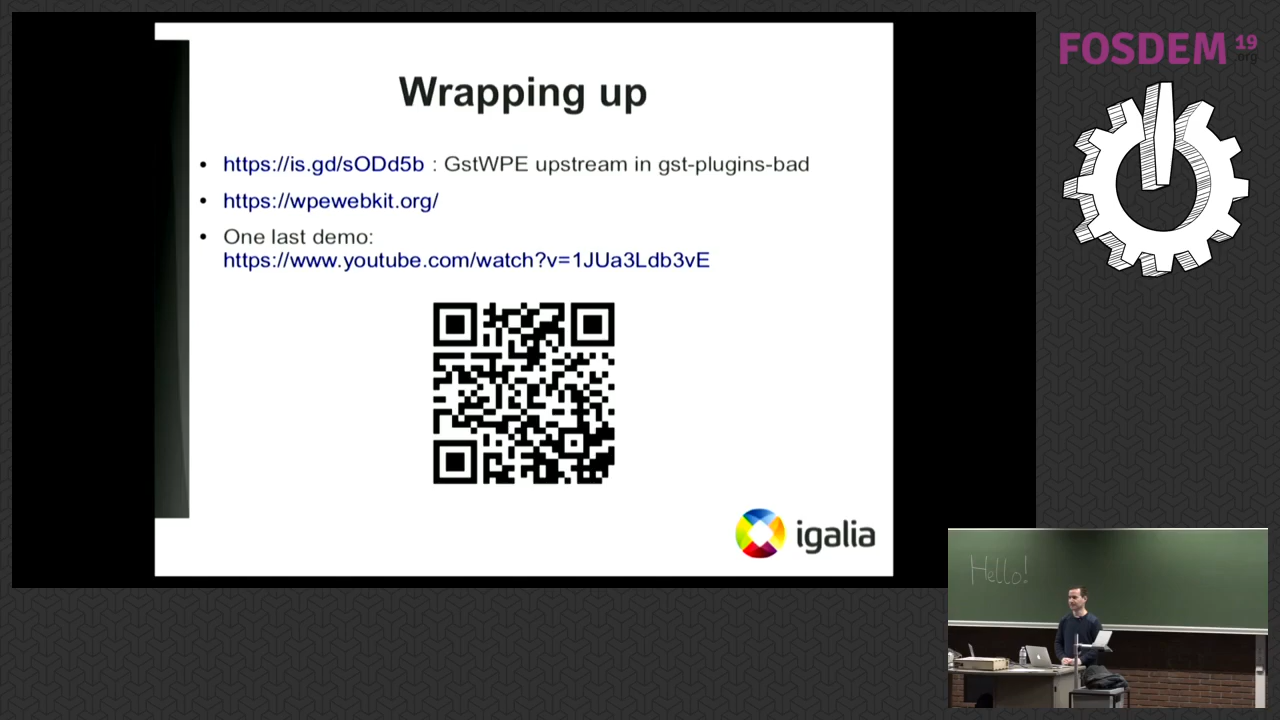 Wrapping up
• https://is.gd/sODd5b : GstWPE upstream in gst-plugins-bad
• https://wpewebkit.org/
• One last demo:
https://www.youtube.com/watch?v=1JUa3Ldb3vE
igalia
FOSDEM 19
.org
Hello!